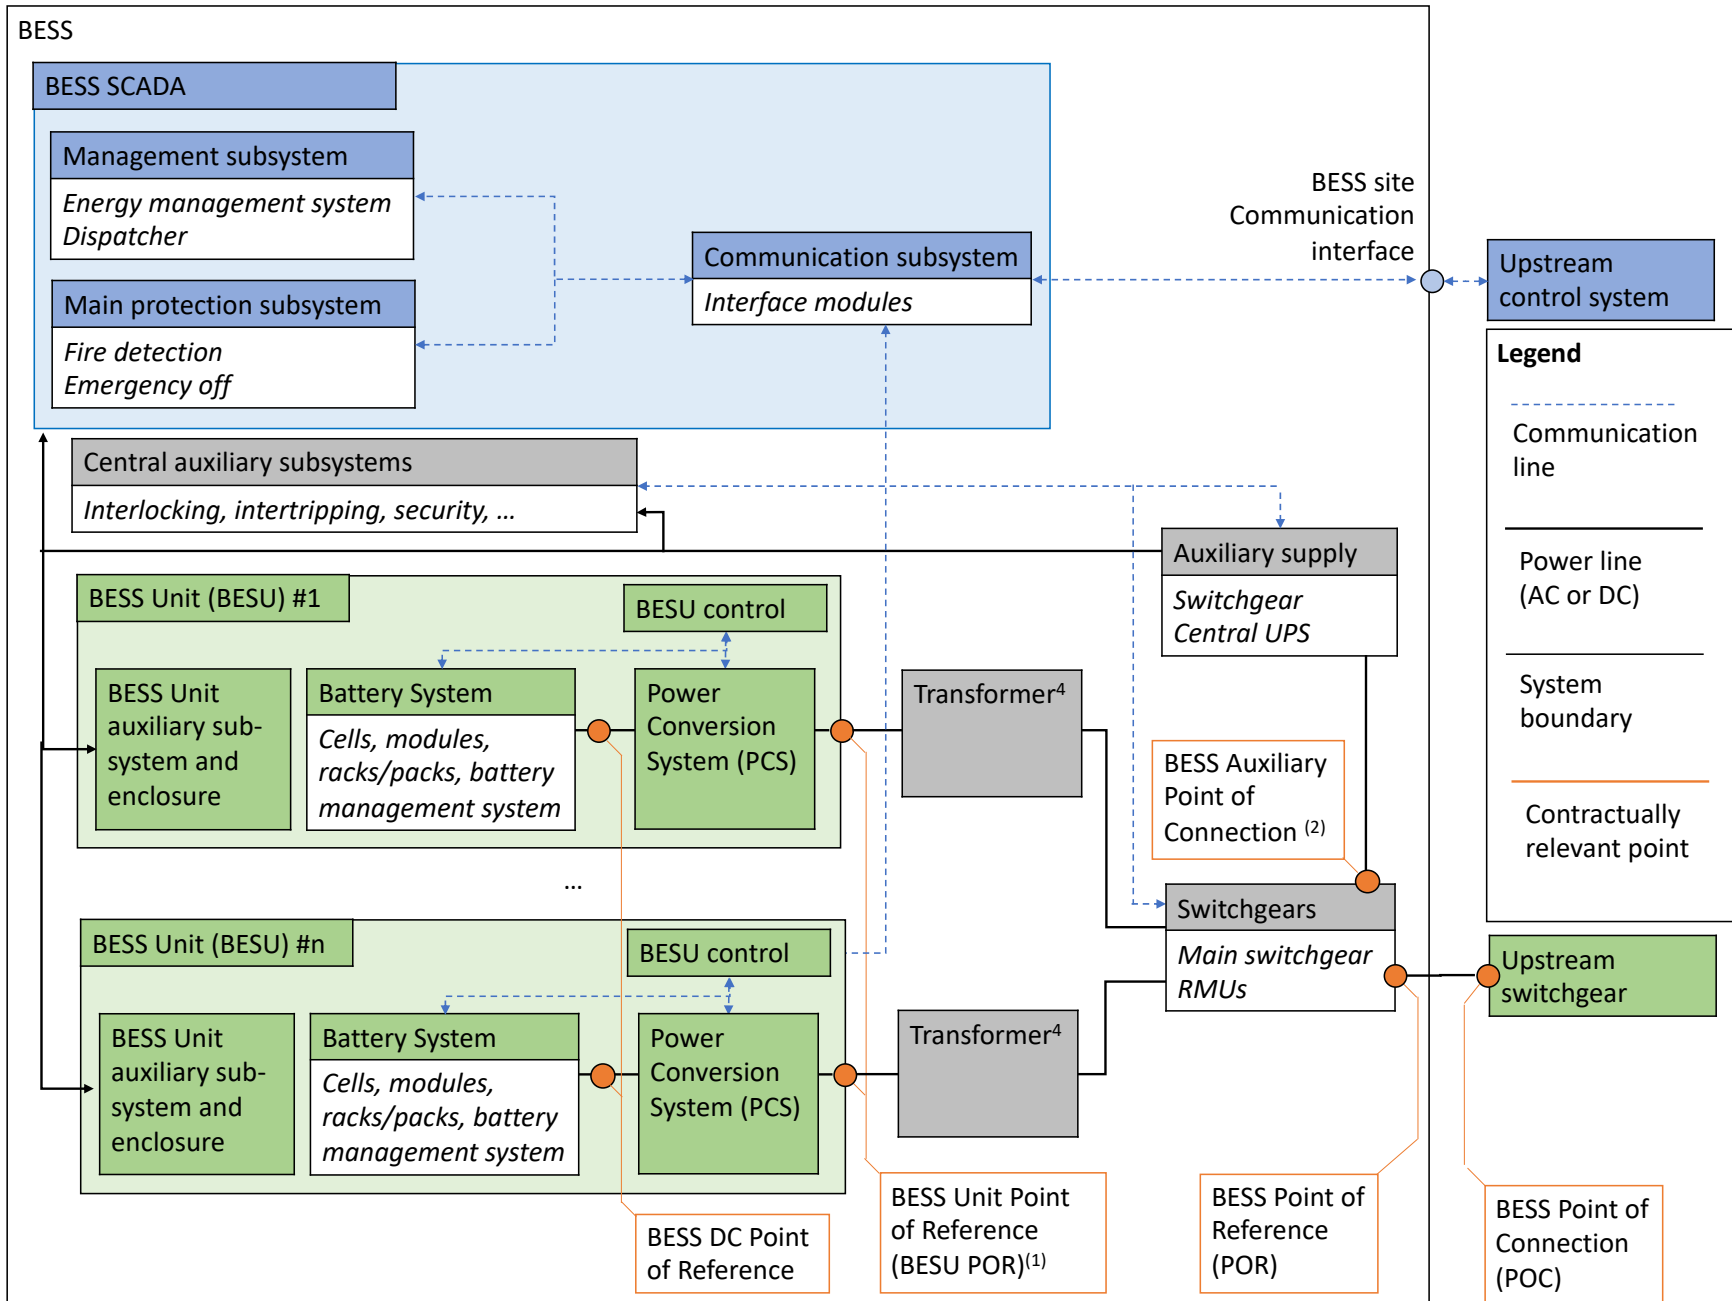 BESS
BESS SCADA
Management subsystem
Energy management system
Dispatcher
Main protection subsystem
Fire detection
Emergency off
Communication subsystem
Interface modules
BESS site
Communication
interface
Upstream
control system
Legend
Communication
line
Power line
(AC or DC)
System
boundary
Contractually
relevant point
Central auxiliary subsystems
Interlocking, intertripping, security, ...
Auxiliary supply
Switchgear
Central UPS
BESS Unit (BESU) #1
BESU control
BESS Unit
auxiliary sub-
system and
enclosure
Battery System
Cells, modules,
racks/packs, battery
management system
Power
Conversion
System (PCS)
Transformer⁴
BESS Auxiliary
Point of
Connection ⁽²⁾
...
BESS Unit (BESU) #n
BESU control
BESS Unit
auxiliary sub-
system and
enclosure
Battery System
Cells, modules,
racks/packs, battery
management system
Power
Conversion
System (PCS)
Transformer⁴
Switchgears
Main switchgear
RMUs
Upstream
switchgear
BESS DC Point
of Reference
BESS Unit Point
of Reference
(BESU POR)⁽¹⁾
BESS Point of
Reference
(POR)
BESS Point of
Connection
(POC)